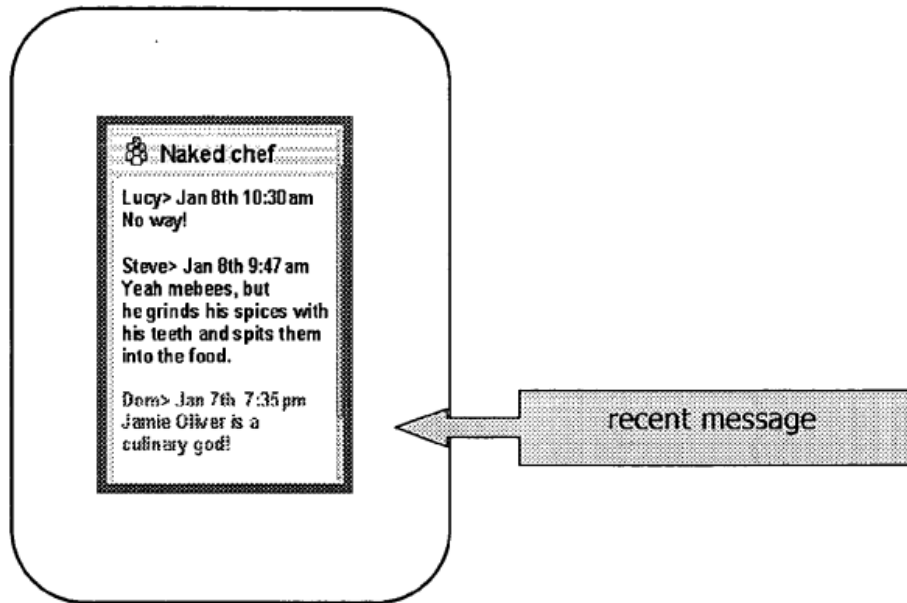 Naked chef
Lucy> Jan 8th 10:30am
No way!
Steve> Jan 8th 9:47am
Yeah mebees, but
he grinds his spices with
his teeth and spits them
into the food.
Dom> Jan 7th 7:35pm
Jamie Oliver is a
culinary god!
recent message